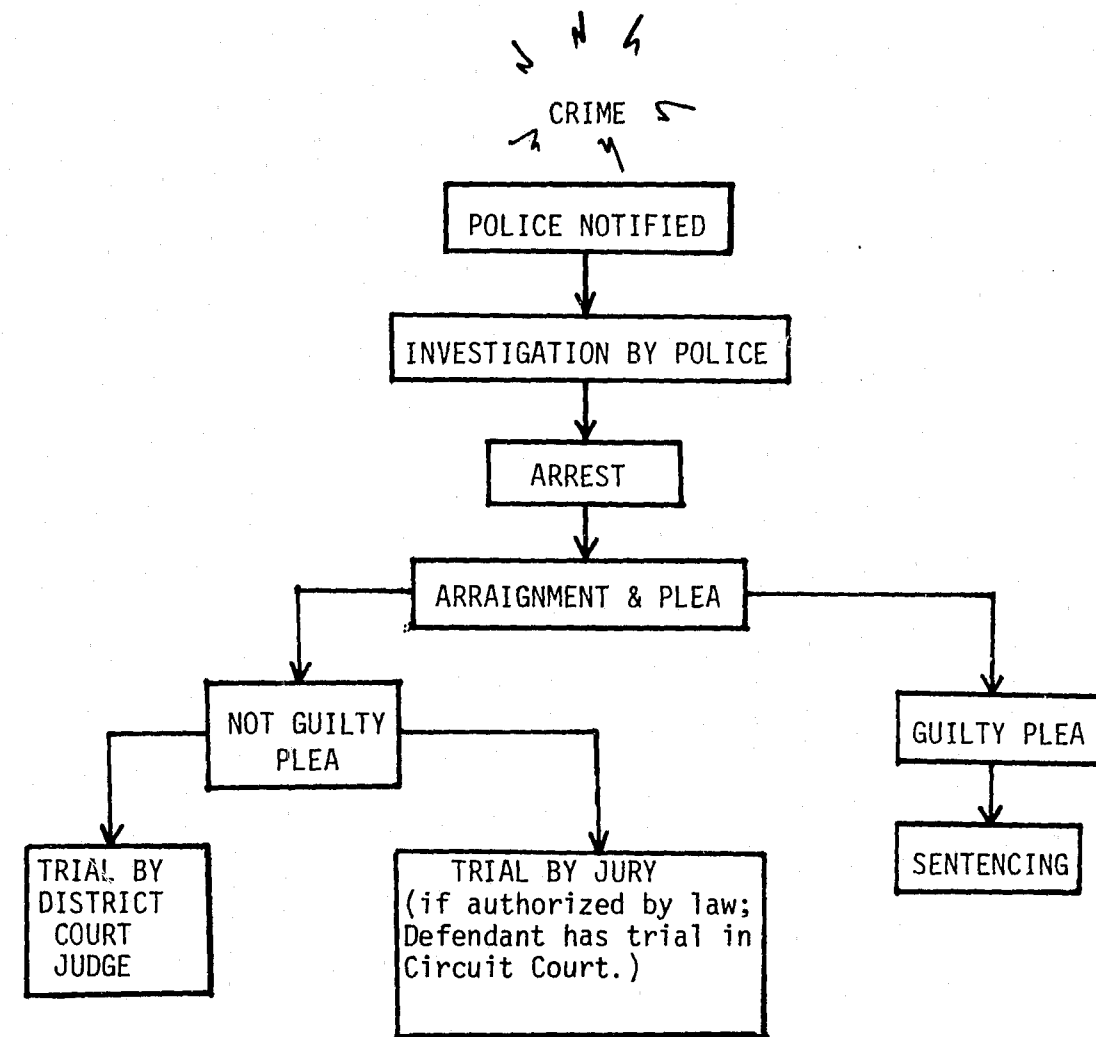 CRIME
POLICE NOTIFIED
INVESTIGATION BY POLICE
ARREST
ARRAIGNMENT & PLEA
NOT GUILTY
PLEA
GUILTY PLEA
TRIAL BY
DISTRICT
COURT
JUDGE
TRIAL BY JURY
(if authorized by law;
Defendant has trial in
Circuit Court.)
SENTENCING